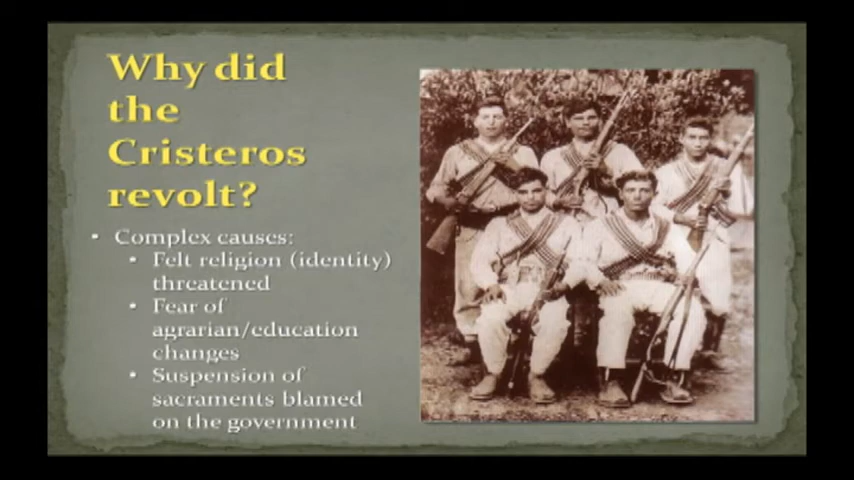 Why did
the
Cristeros
revolt?
• Complex causes:
• Felt religion (identity)
threatened
• Fear of
agrarian/education
changes
• Suspension of
sacraments blamed
on the government